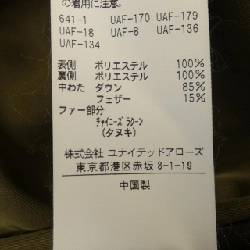 の着用に注意。
641-1 UAF-170 UAF-179
UAF-18 UAF-8 UAF-136
UAF-134
表側 ポリエステル 100%
裏側 ポリエステル 100%
中わた ダウン 85%
フェザー 15%
ファー部分
チャイニーズラクーン
(タヌキ)
株式会社 ユナイテッドアローズ
東京都港区赤坂 8-1-19
中国製